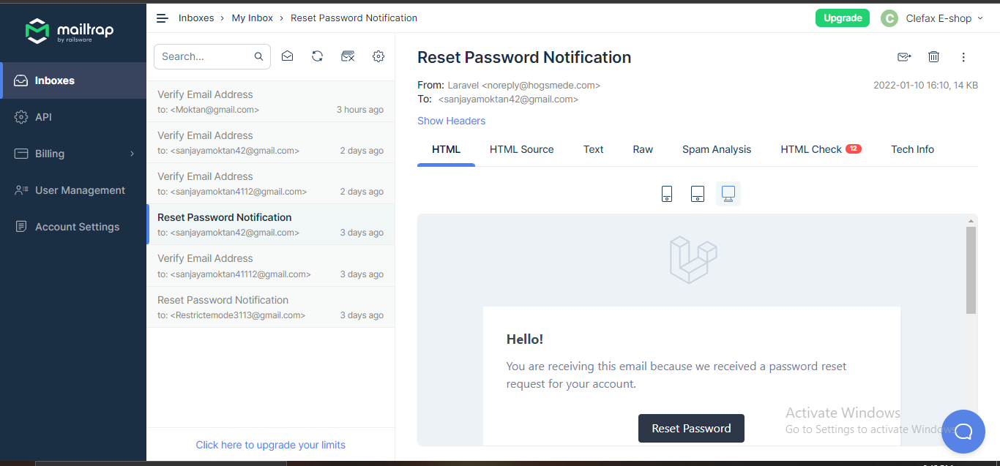 mailtrap
by railsware
Inboxes
API
Billing
User Management
Account Settings
Inboxes › My Inbox › Reset Password Notification
Upgrade
C
Clefax E-shop
Search...
Verify Email Address
to: <Moktan@gmail.com> 3 hours ago
Verify Email Address
to: <sanjayamoktan42@gmail.com> 2 days ago
Verify Email Address
to: <sanjayamoktan4112@gmail.com> 2 days ago
Reset Password Notification
to: <sanjayamoktan42@gmail.com> 3 days ago
Verify Email Address
to: <sanjayamoktan41112@gmail.com> 3 days ago
Reset Password Notification
to: <Restrictemode3113@gmail.com> 3 days ago
Click here to upgrade your limits
Reset Password Notification
From: Laravel <noreply@hogsmede.com> 2022-01-10 16:10, 14 KB
To: <sanjayamoktan42@gmail.com>
Show Headers
HTML HTML Source Text Raw Spam Analysis HTML Check 12 Tech Info
Hello!
You are receiving this email because we received a password reset
request for your account.
Reset Password
Activate Windows
Go to Settings to activate Windows.